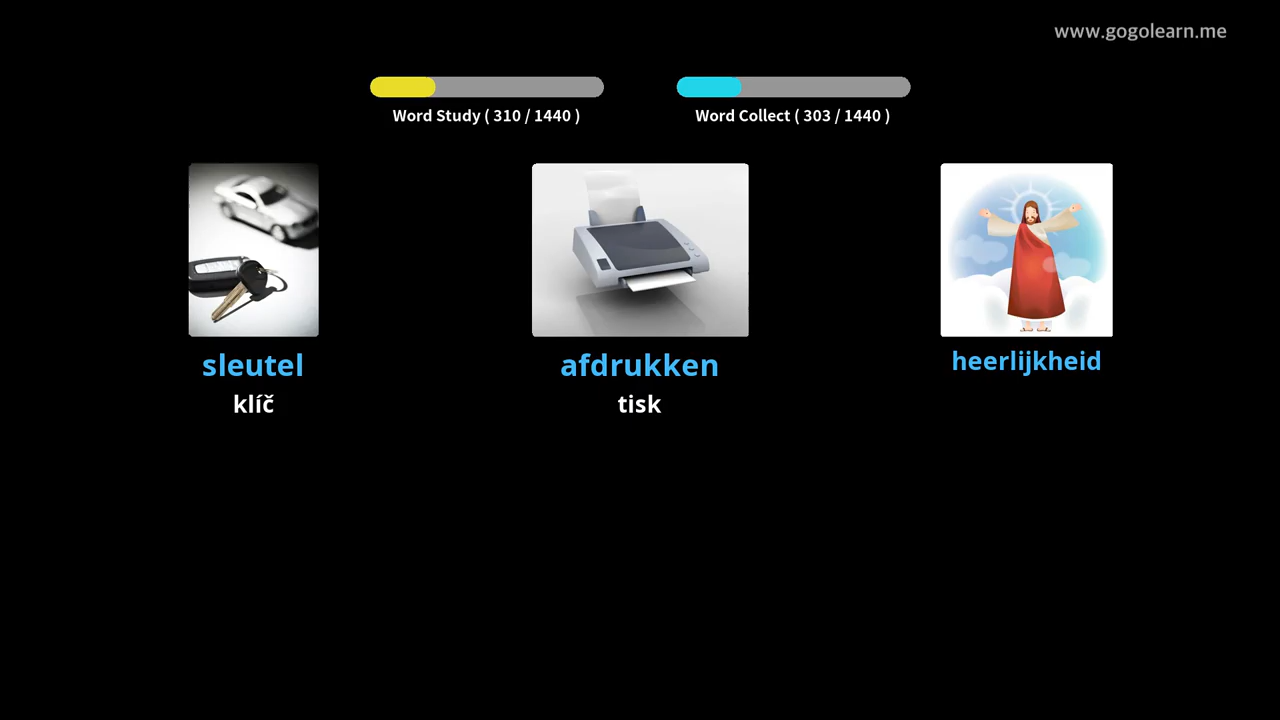 www.gogolearn.me
Word Study ( 310 / 1440 )
Word Collect ( 303 / 1440 )
sleutel
klíč
afdrukken
tisk
heerlijkheid